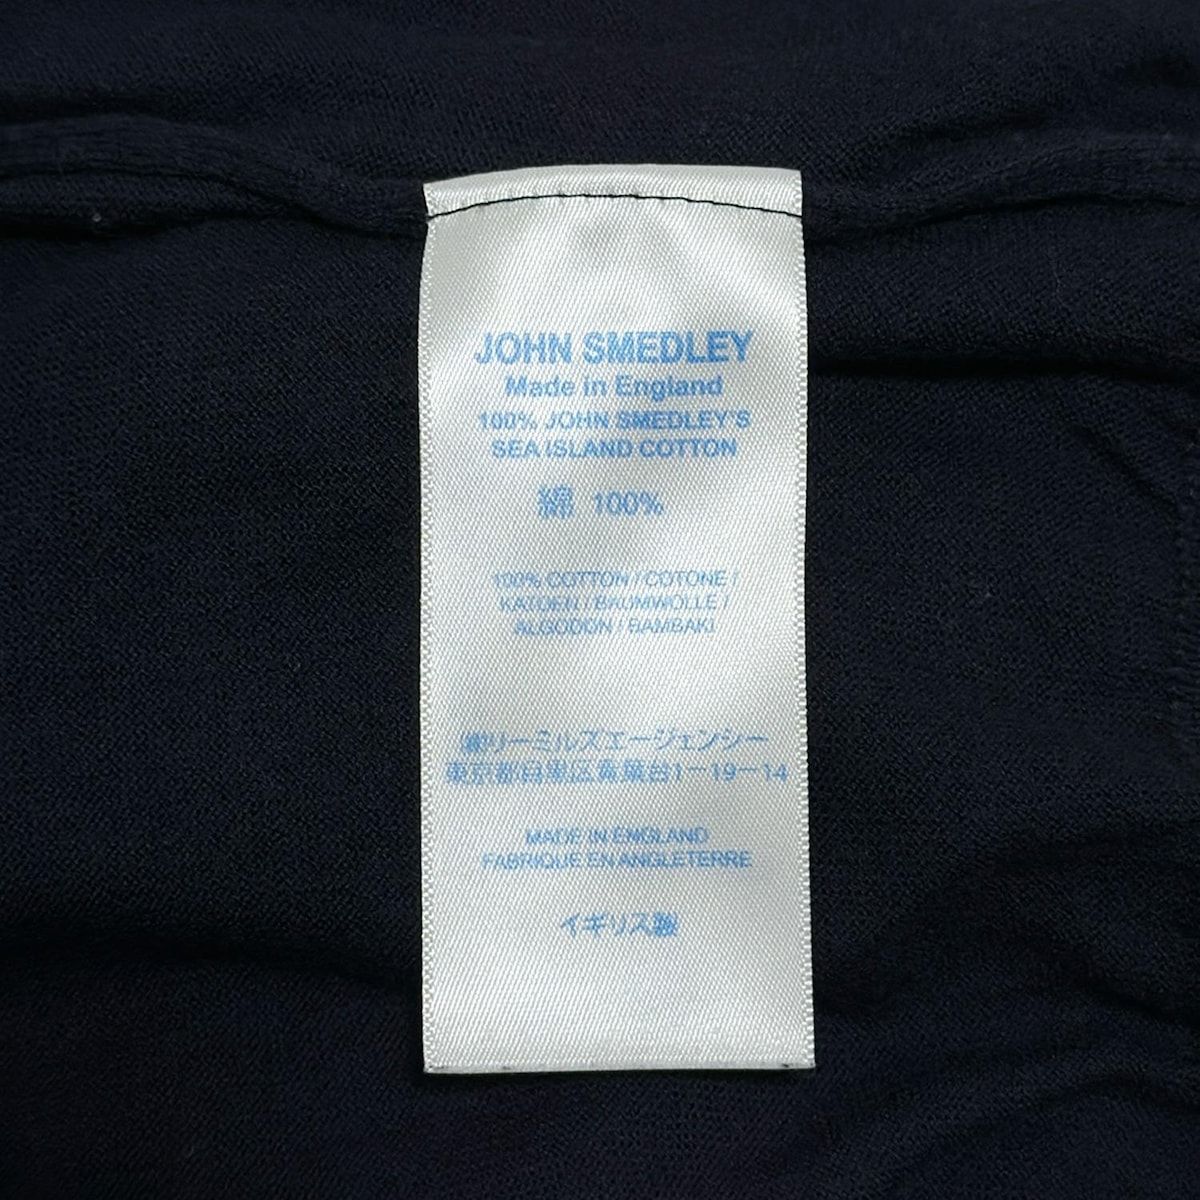 JOHN SMEDLEY
Made in England
100% JOHN SMEDLEY'S
SEA ISLAND COTTON
綿 100%
100% COTTON / COTONE /
KATOEN / BAUMWOLLE /
ALGODON / BAMBAKI
㈱リーミルズエージェンシー
東京都目黒区青葉台1-19-14
MADE IN ENGLAND
FABRIQUE EN ANGLETERRE
イギリス製